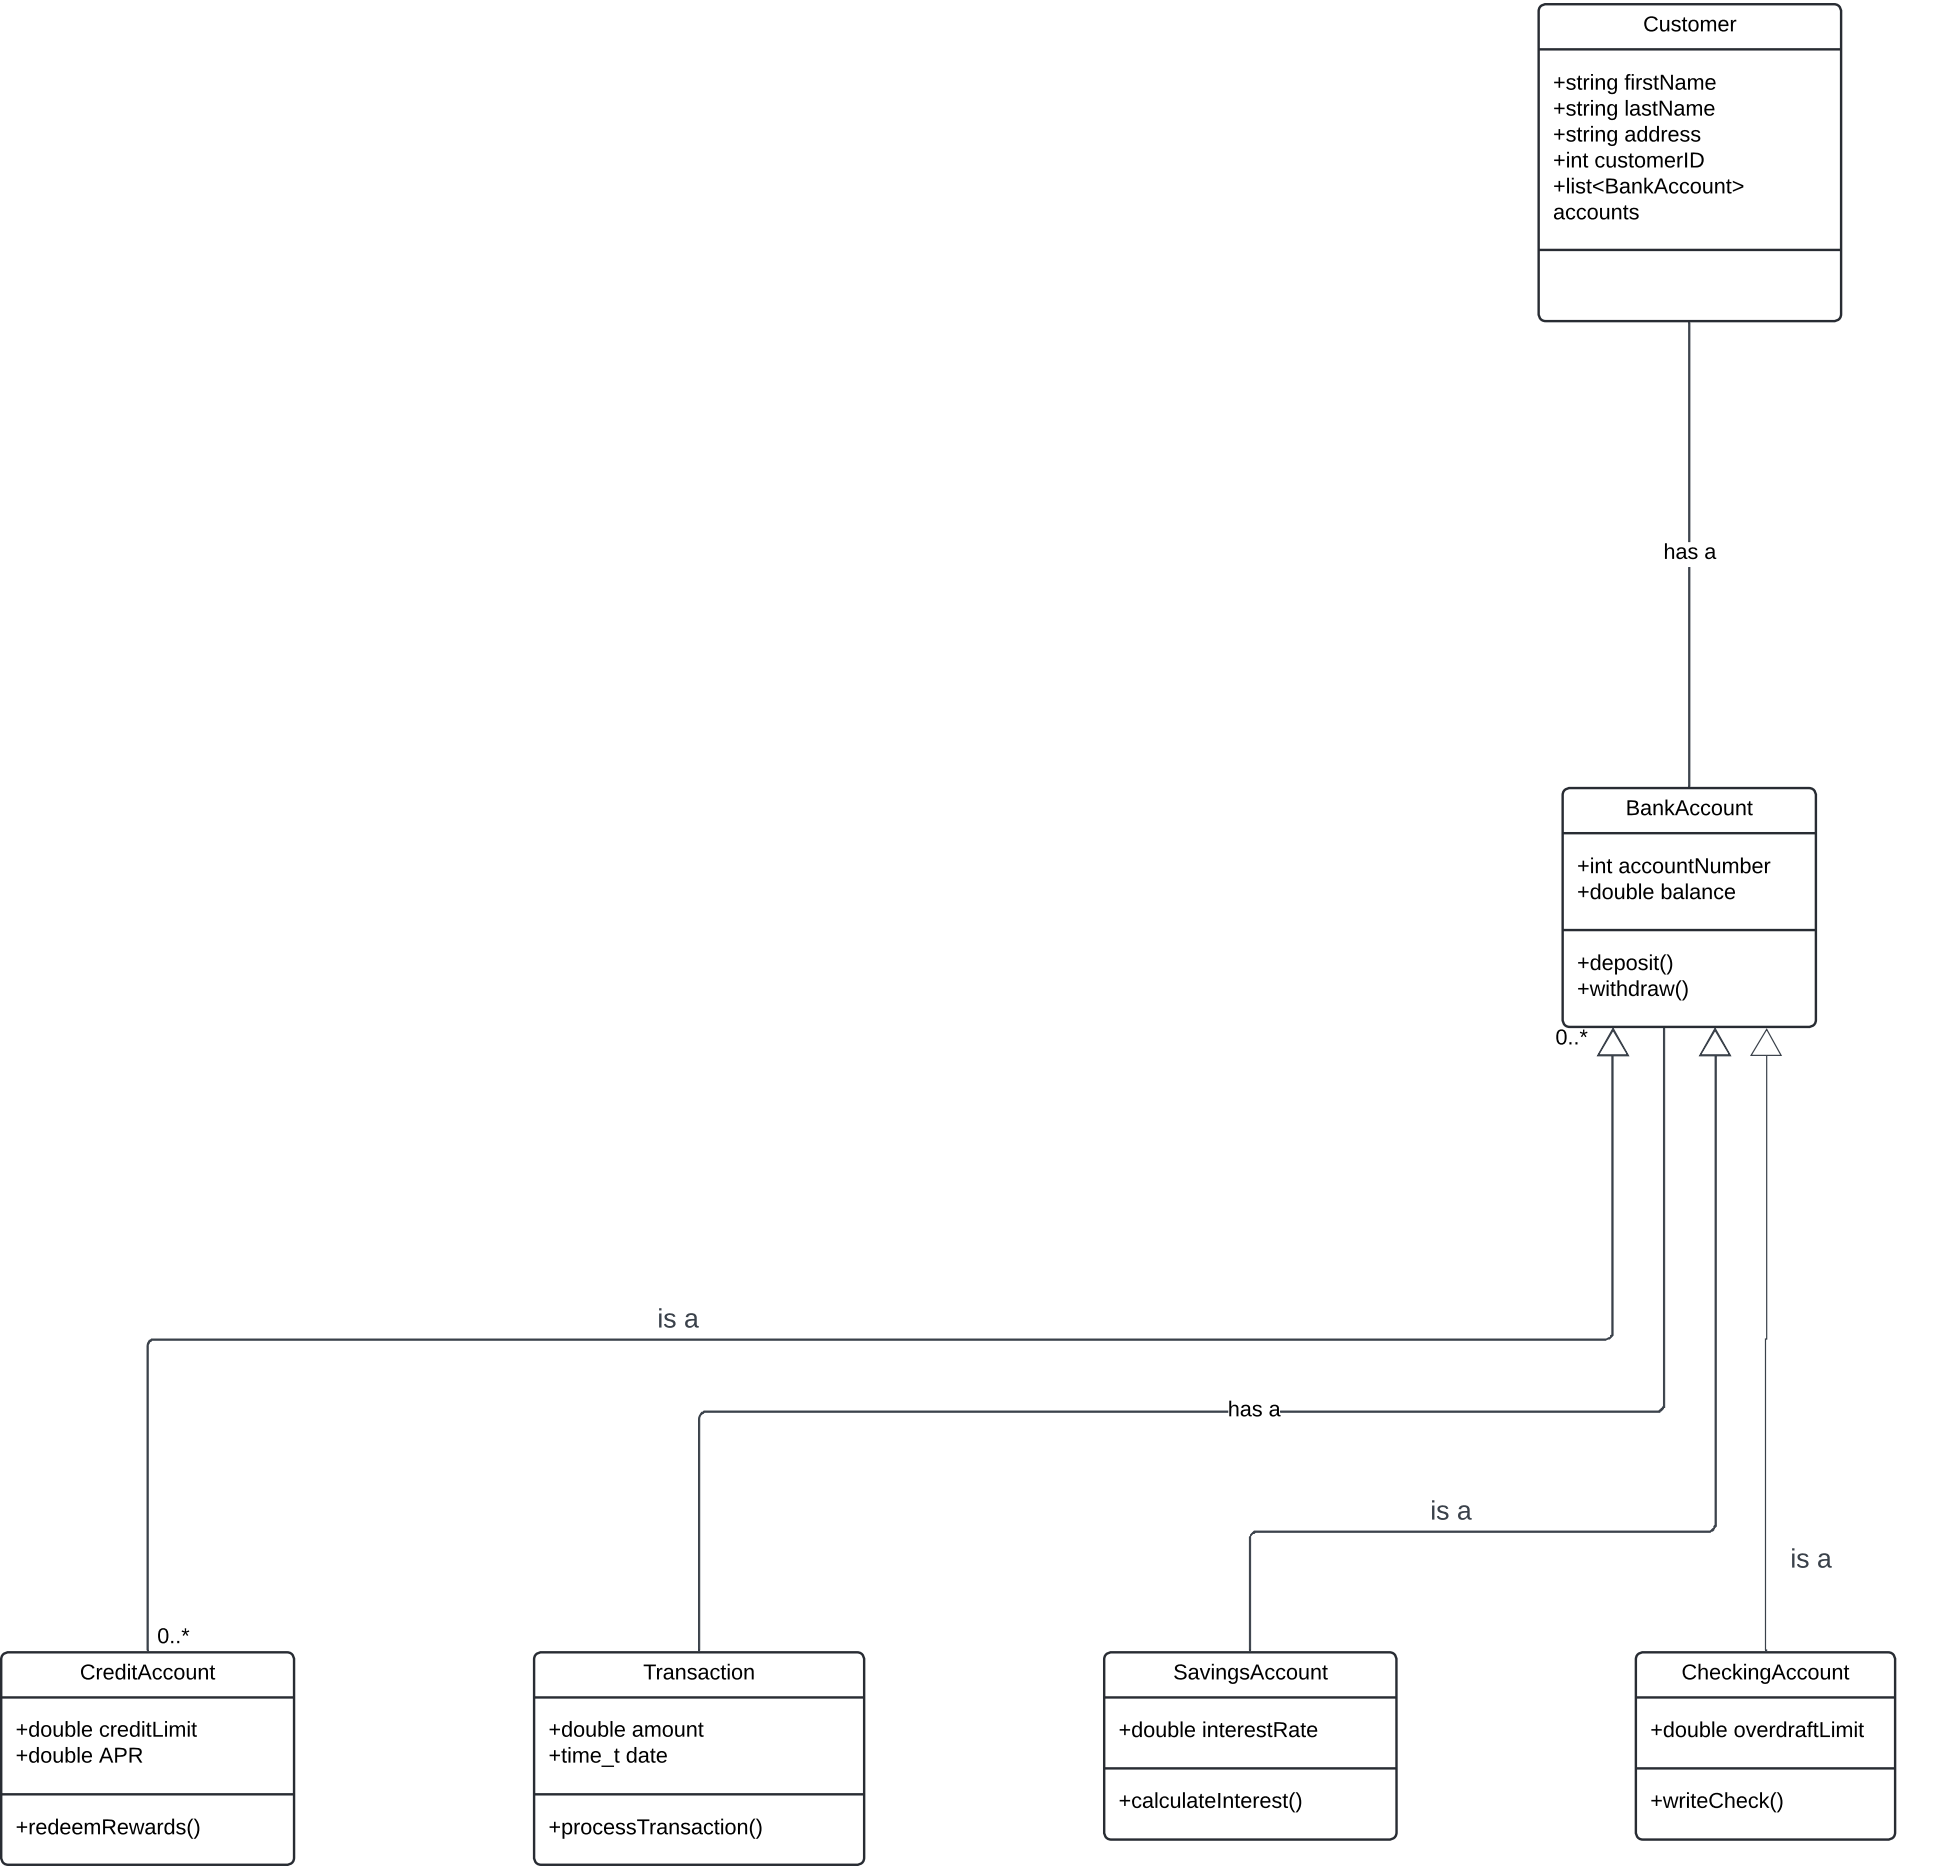 Customer
+string firstName
+string lastName
+string address
+int customerID
+list<BankAccount>
accounts
has a
BankAccount
+int accountNumber
+double balance
+deposit()
+withdraw()
0..*
is a
has a
is a
is a
0..*
CreditAccount
+double creditLimit
+double APR
+redeemRewards()
Transaction
+double amount
+time_t date
+processTransaction()
SavingsAccount
+double interestRate
+calculateInterest()
CheckingAccount
+double overdraftLimit
+writeCheck()